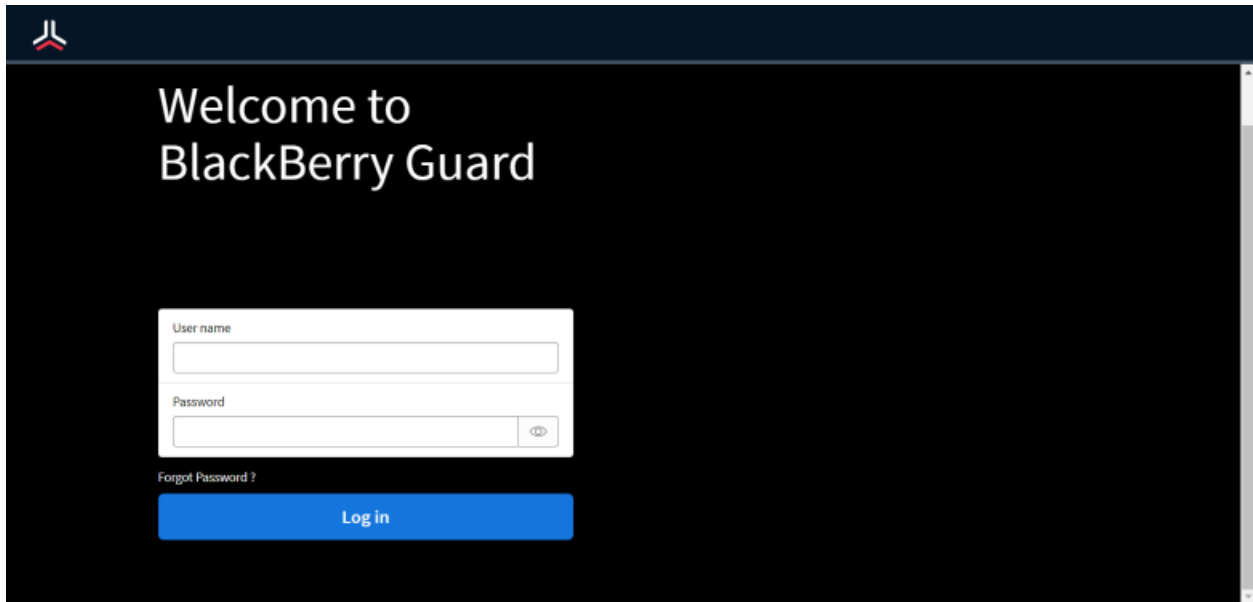 Welcome to
BlackBerry Guard
User name
Password
Forgot Password ?
Log in